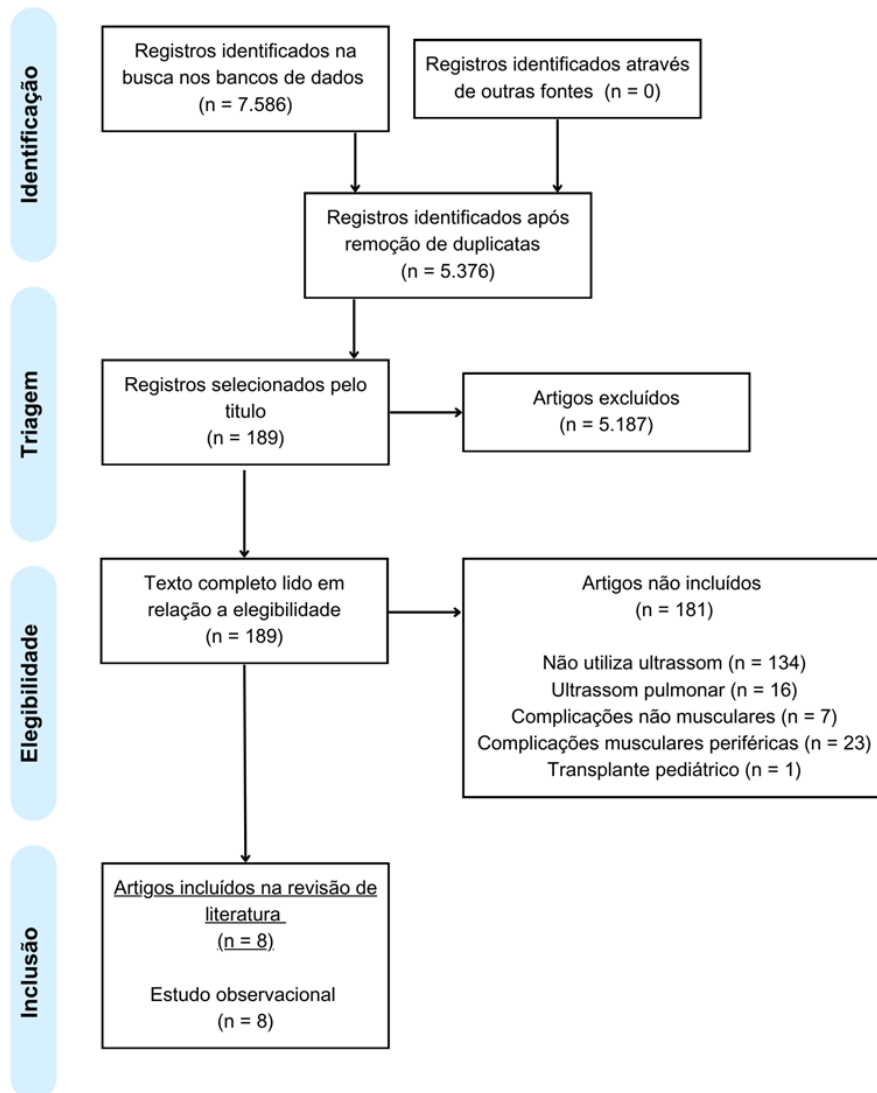 Identificação
Registros identificados na
busca nos bancos de dados
(n = 7.586)
Registros identificados através
de outras fontes (n = 0)
Registros identificados após
remoção de duplicatas
(n = 5.376)
Triagem
Registros selecionados pelo
titulo
(n = 189)
Artigos excluídos
(n = 5.187)
Elegibilidade
Texto completo lido em
relação a elegibilidade
(n = 189)
Artigos não incluídos
(n = 181)
Não utiliza ultrassom (n = 134)
Ultrassom pulmonar (n = 16)
Complicações não musculares (n = 7)
Complicações musculares periféricas (n = 23)
Transplante pediátrico (n = 1)
Inclusão
Artigos incluídos na revisão de
literatura
(n = 8)
Estudo observacional
(n = 8)